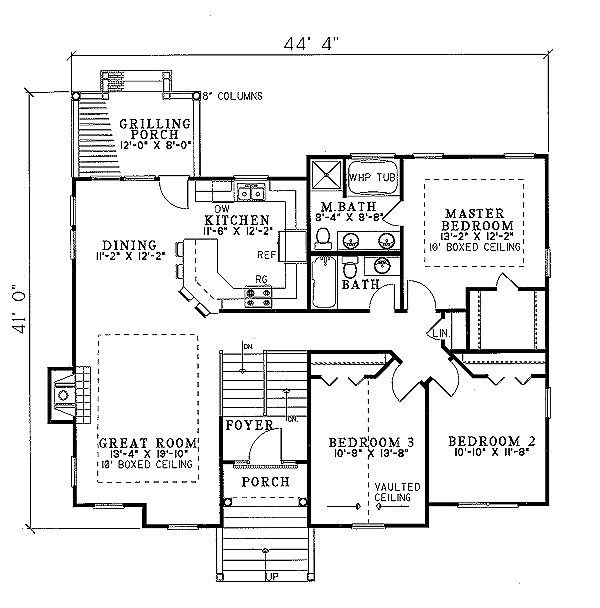 44' 4"
8" COLUMNS
GRILLING
PORCH
12'-0" X 8'-0"
WHP TUB
DW
KITCHEN
11'-6" X 12'-2"
M.BATH
8'-4" X 8'-8"
MASTER
BEDROOM
13'-2" X 12'-2"
10' BOXED CEILING
DINING
11'-2" X 12'-2"
REF
RG
BATH
41' 0"
LIN.
DN.
DN.
FOYER
GREAT ROOM
13'-4" X 19'-10"
10' BOXED CEILING
BEDROOM 3
10'-9" X 13'-8"
BEDROOM 2
10'-10" X 11'-8"
PORCH
VAULTED
CEILING
UP